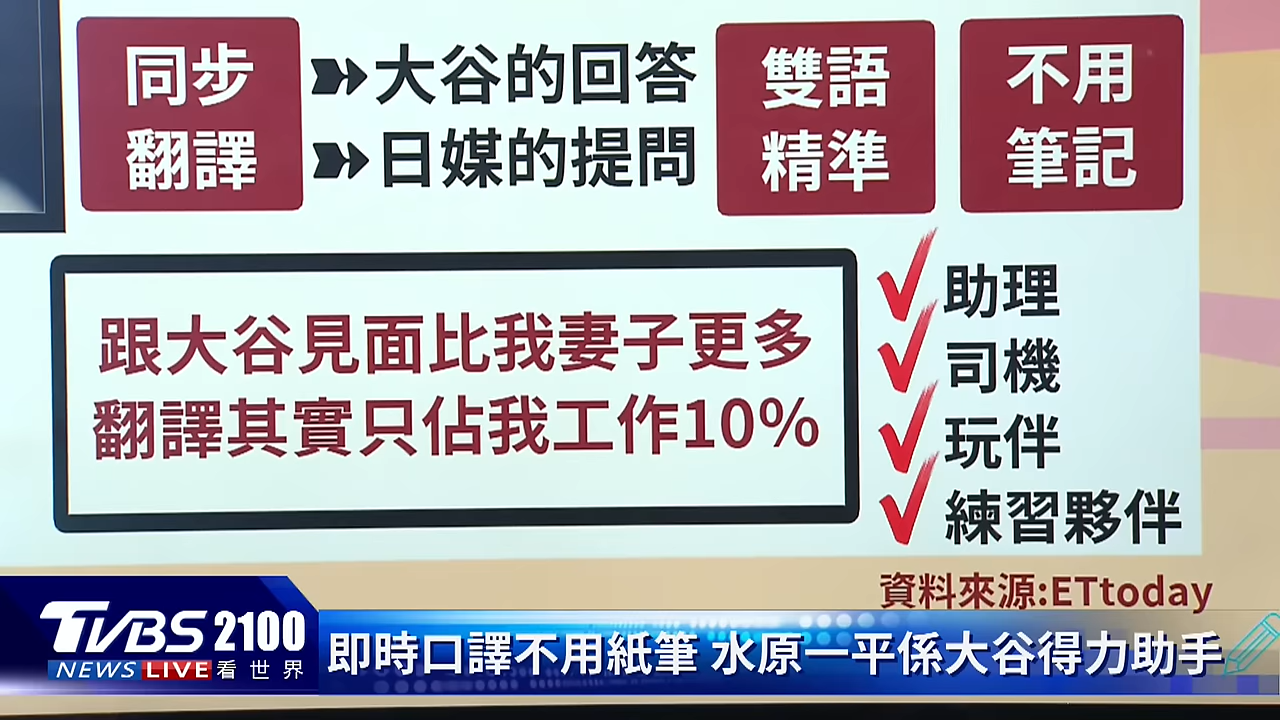 同步
翻譯
大谷的回答
日媒的提問
雙語
精準
不用
筆記
跟大谷見面比我妻子更多
翻譯其實只佔我工作10%
助理
司機
玩伴
練習夥伴
資料來源:ETtoday
TVBS 2100
NEWS LIVE 看世界
即時口譯不用紙筆 水原一平係大谷得力助手